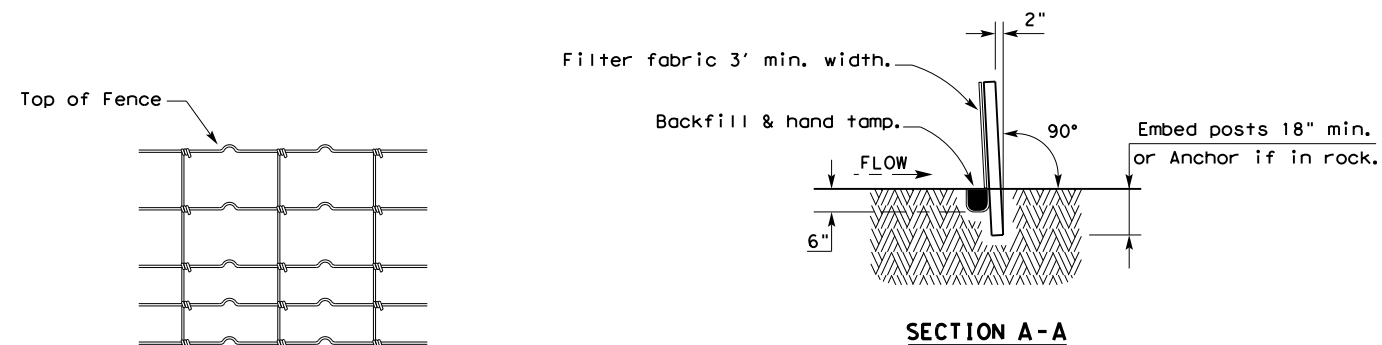 Top of Fence
2"
Filter fabric 3' min. width.
Backfill & hand tamp.
90°
Embed posts 18" min.
or Anchor if in rock.
FLOW
6"
SECTION A-A